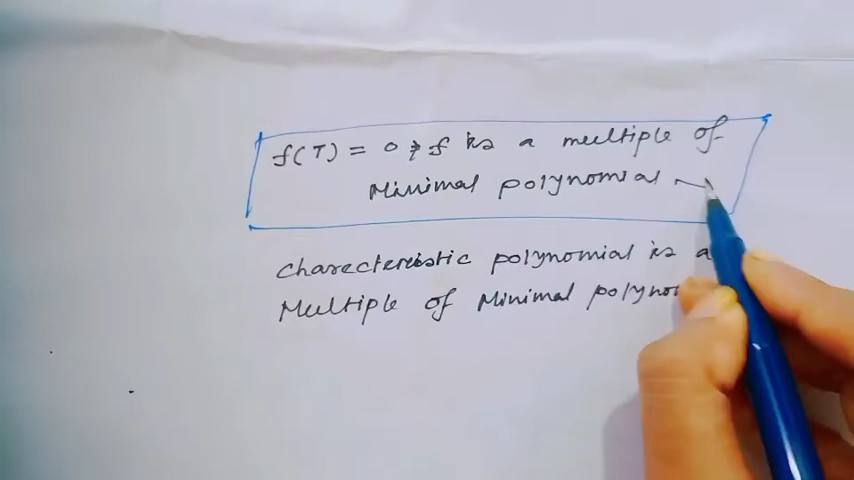 f(T) = 0 ⇒ f is a multiple of
Minimal polynomial
charecteristic polynomial is a
Multiple of Minimal